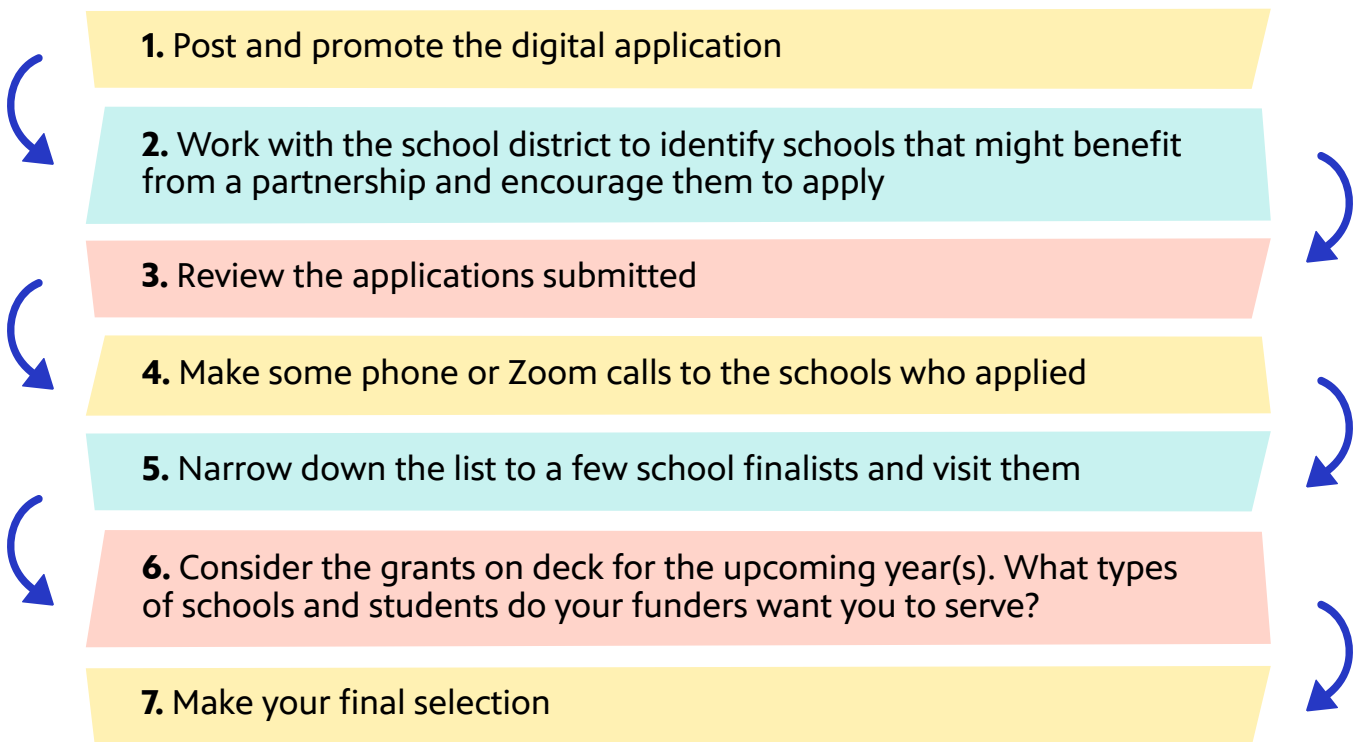 1. Post and promote the digital application
2. Work with the school district to identify schools that might benefit
from a partnership and encourage them to apply
3. Review the applications submitted
4. Make some phone or Zoom calls to the schools who applied
5. Narrow down the list to a few school finalists and visit them
6. Consider the grants on deck for the upcoming year(s). What types
of schools and students do your funders want you to serve?
7. Make your final selection